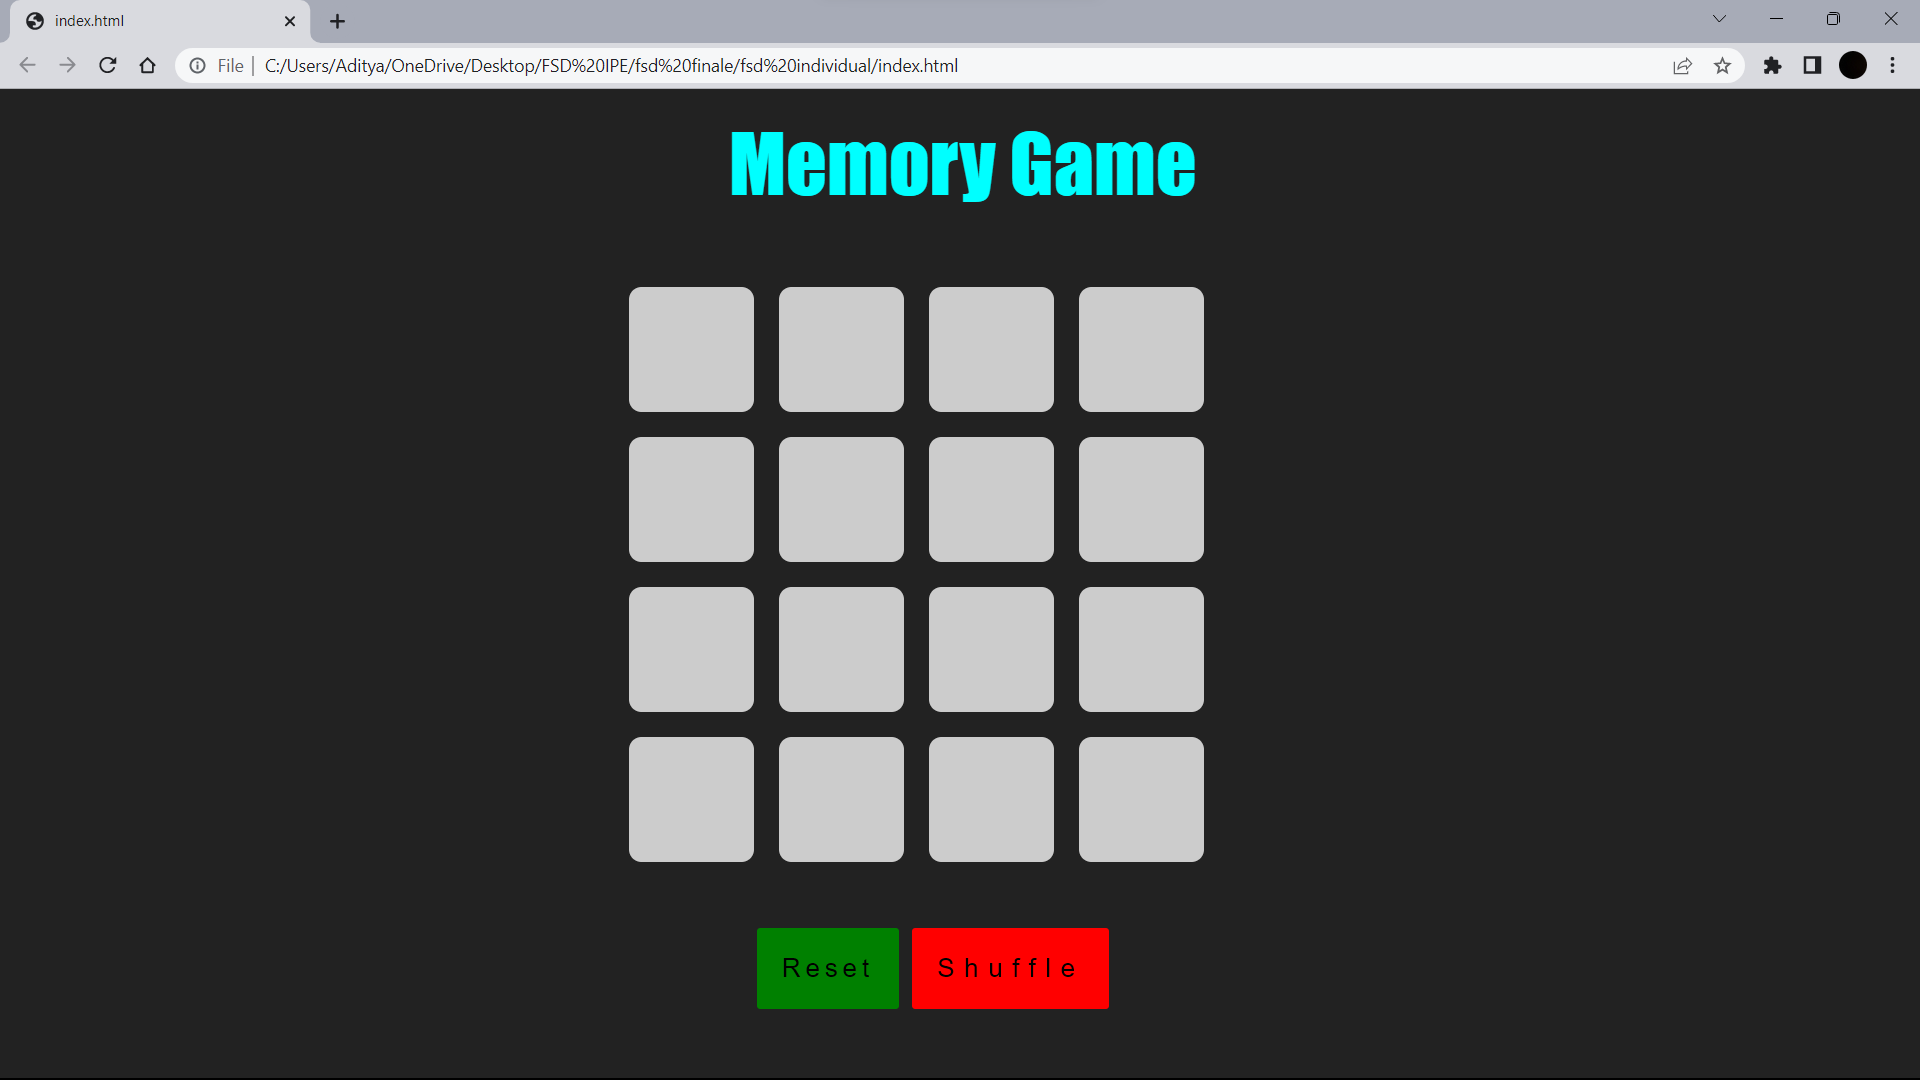 index.html
File
C:/Users/Aditya/OneDrive/Desktop/FSD%20IPE/fsd%20finale/fsd%20individual/index.html
Memory Game
Reset
Shuffle